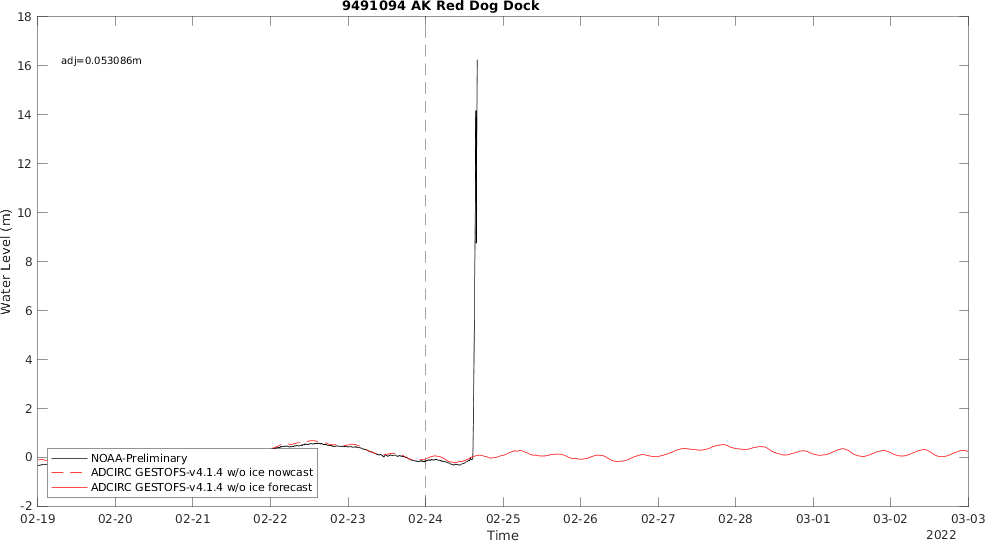 9491094 AK Red Dog Dock
adj=0.053086m
Water Level (m)
18
16
14
12
10
8
6
4
2
0
-2
NOAA-Preliminary
ADCIRC GESTOFS-v4.1.4 w/o ice nowcast
ADCIRC GESTOFS-v4.1.4 w/o ice forecast
02-19 02-20 02-21 02-22 02-23 02-24 02-25 02-26 02-27 02-28 03-01 03-02 03-03
Time
2022